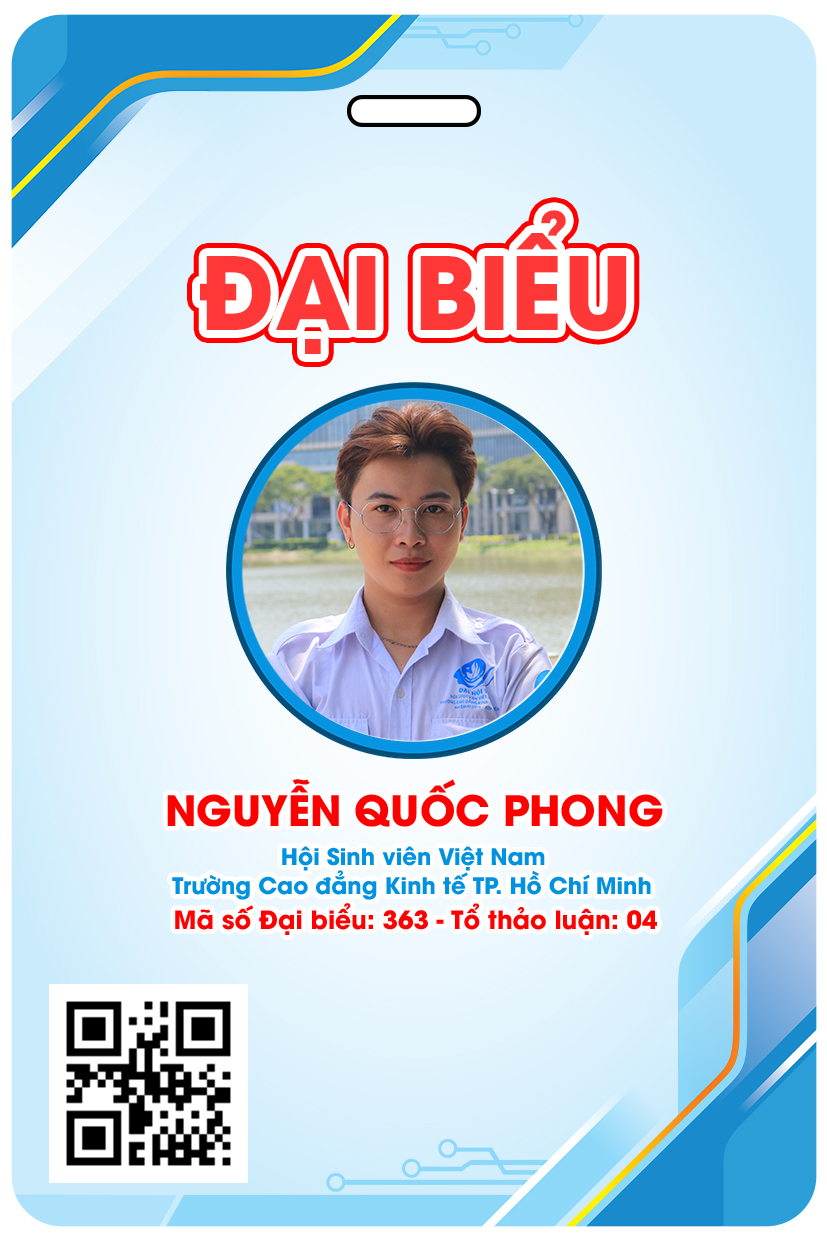 ĐẠI BIỂU
NGUYỄN QUỐC PHONG
Hội Sinh viên Việt Nam
Trường Cao đẳng Kinh tế TP. Hồ Chí Minh
Mã số Đại biểu: 363 - Tổ thảo luận: 04